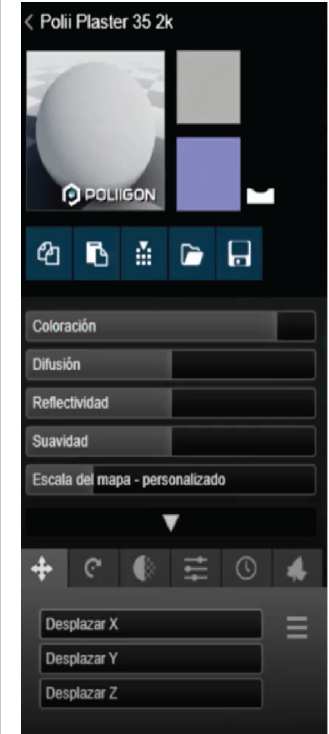 Polii Plaster 35 2k
POLIIGON
Coloración
Difusión
Reflectividad
Suavidad
Escala del mapa - personalizado
Desplazar X
Desplazar Y
Desplazar Z